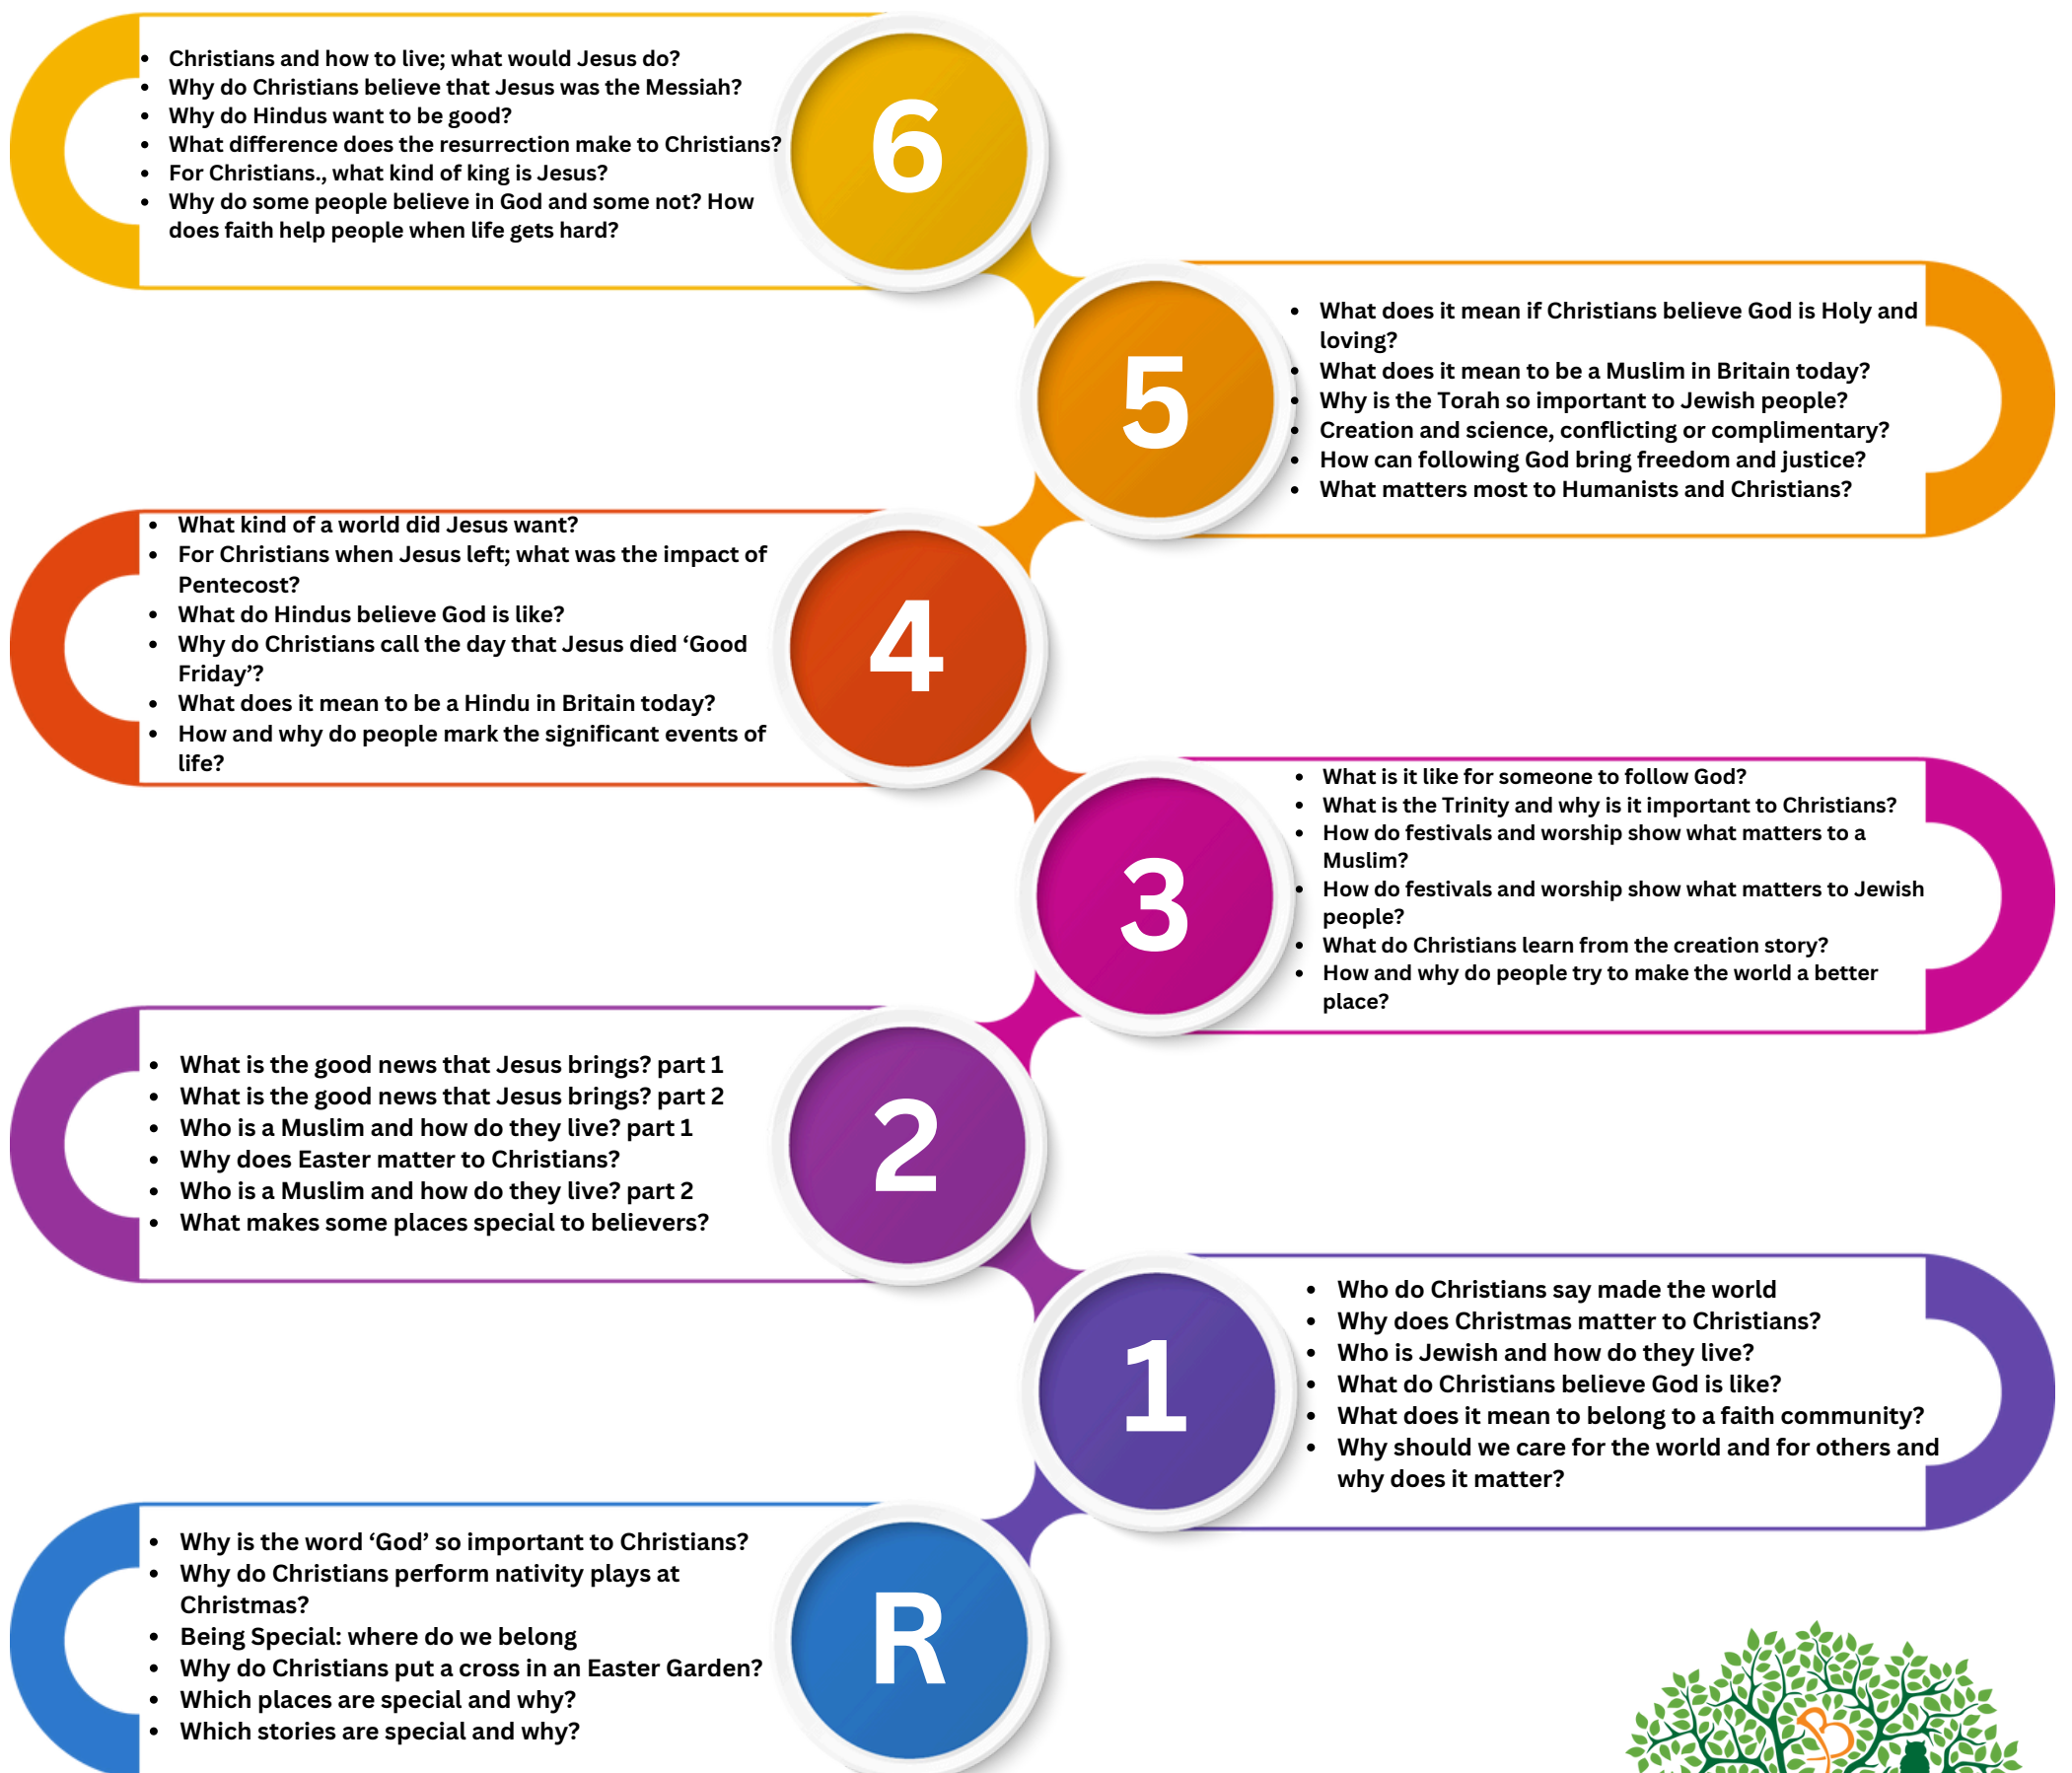 • Christians and how to live; what would Jesus do?
• Why do Christians believe that Jesus was the Messiah?
• Why do Hindus want to be good?
• What difference does the resurrection make to Christians?
• For Christians., what kind of king is Jesus?
• Why do some people believe in God and some not? How
does faith help people when life gets hard?
6
5
• What does it mean if Christians believe God is Holy and
loving?
• What does it mean to be a Muslim in Britain today?
• Why is the Torah so important to Jewish people?
• Creation and science, conflicting or complimentary?
• How can following God bring freedom and justice?
• What matters most to Humanists and Christians?
• What kind of a world did Jesus want?
• For Christians when Jesus left; what was the impact of
Pentecost?
• What do Hindus believe God is like?
• Why do Christians call the day that Jesus died ‘Good
Friday’?
• What does it mean to be a Hindu in Britain today?
• How and why do people mark the significant events of
life?
4
3
• What is it like for someone to follow God?
• What is the Trinity and why is it important to Christians?
• How do festivals and worship show what matters to a
Muslim?
• How do festivals and worship show what matters to Jewish
people?
• What do Christians learn from the creation story?
• How and why do people try to make the world a better
place?
• What is the good news that Jesus brings? part 1
• What is the good news that Jesus brings? part 2
• Who is a Muslim and how do they live? part 1
• Why does Easter matter to Christians?
• Who is a Muslim and how do they live? part 2
• What makes some places special to believers?
2
1
• Who do Christians say made the world
• Why does Christmas matter to Christians?
• Who is Jewish and how do they live?
• What do Christians believe God is like?
• What does it mean to belong to a faith community?
• Why should we care for the world and for others and
why does it matter?
• Why is the word ‘God’ so important to Christians?
• Why do Christians perform nativity plays at
Christmas?
• Being Special: where do we belong
• Why do Christians put a cross in an Easter Garden?
• Which places are special and why?
• Which stories are special and why?
R